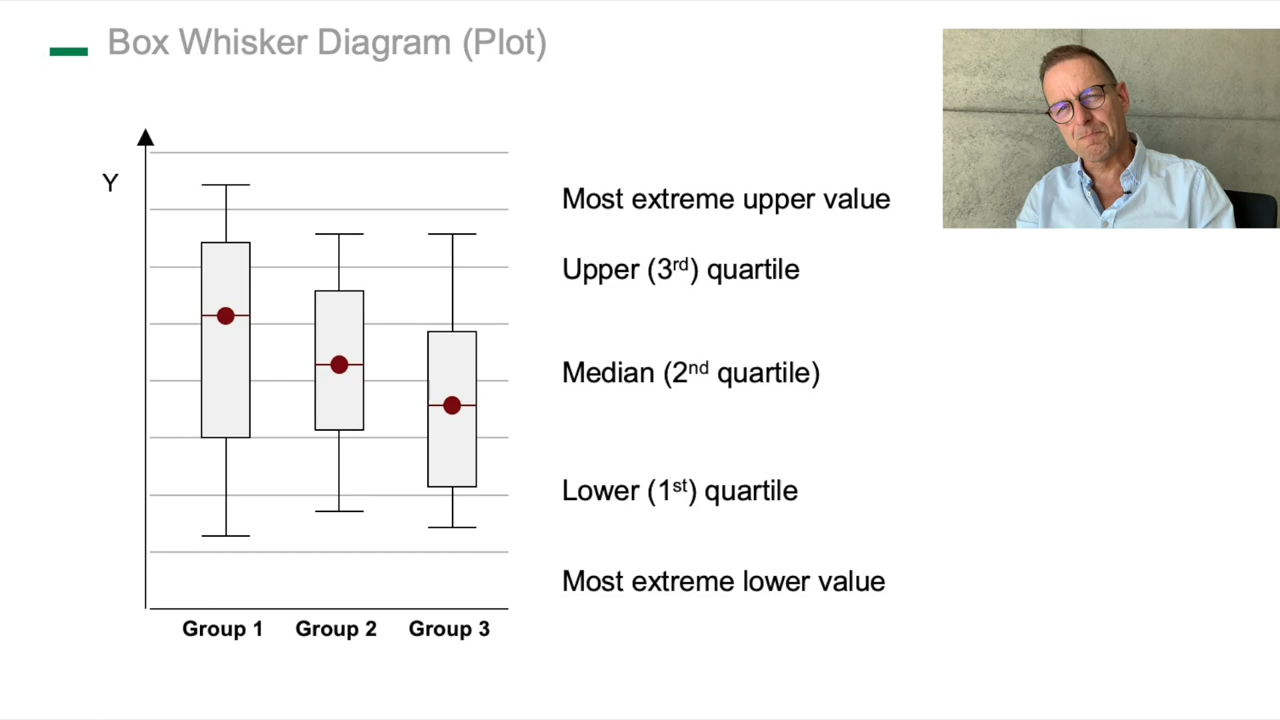 Box Whisker Diagram (Plot)
Y
Most extreme upper value
Upper (3rd) quartile
Median (2nd quartile)
Lower (1st) quartile
Most extreme lower value
Group 1 Group 2 Group 3